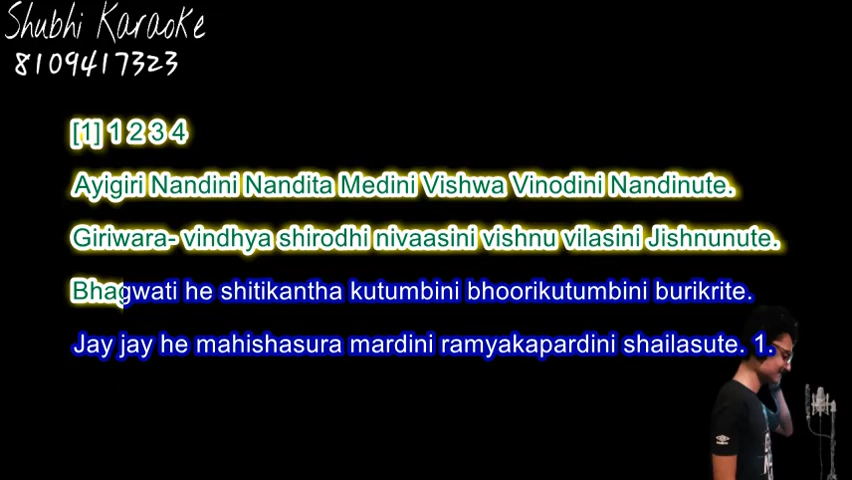 Shubhi Karaoke
8109417323
[1] 1 2 3 4
Ayigiri Nandini Nandita Medini Vishwa Vinodini Nandinute.
Giriwara- vindhya shirodhi nivaasini vishnu vilasini Jishnunute.
Bhagwati he shitikantha kutumbini bhoorikutumbini burikrite.
Jay jay he mahishasura mardini ramyakapardini shailasute. 1.